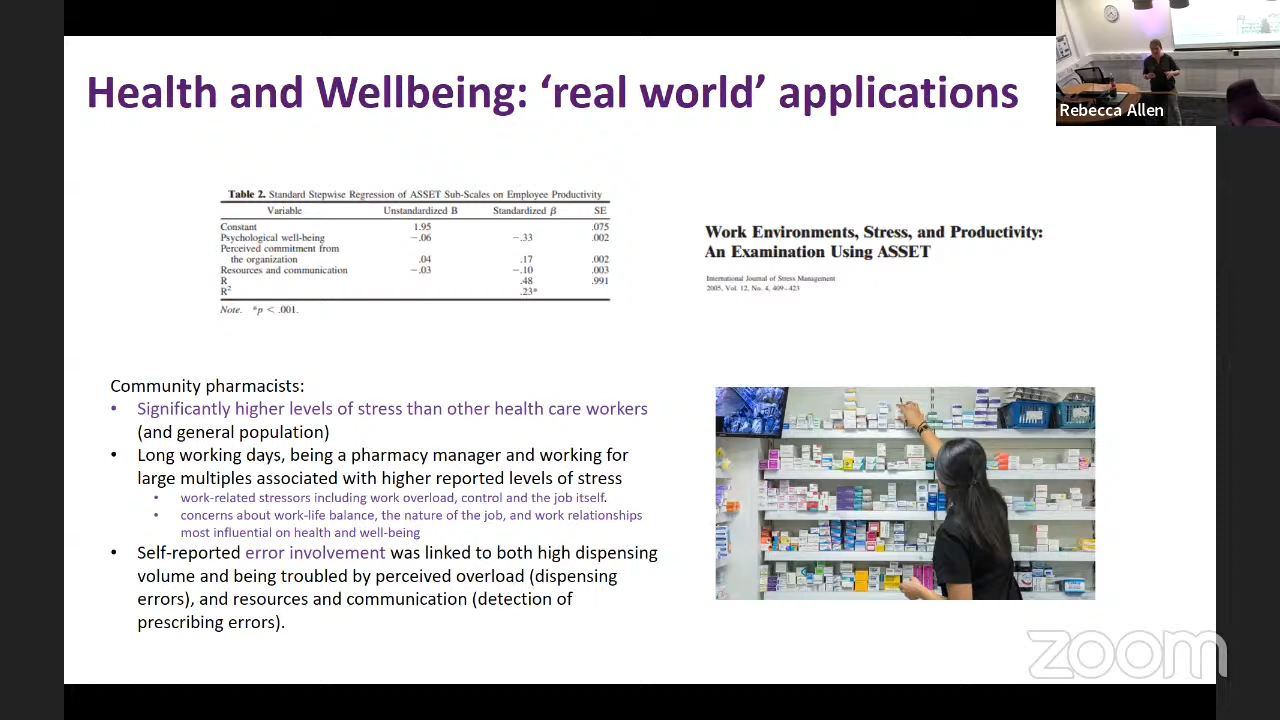 Health and Wellbeing: ‘real world’ applications
Rebecca Allen
Table 2. Standard Stepwise Regression of ASSET Sub-Scales on Employee Productivity
Variable Unstandardized B Standardized β SE
Constant 1.95 .075
Psychological well-being −.06 −.33 .002
Perceived commitment from
the organization .04 .17 .002
Resources and communication −.03 −.10 .003
R .48 .991
R² .23*
Note. *p < .001.
Work Environments, Stress, and Productivity:
An Examination Using ASSET
International Journal of Stress Management
2005, Vol. 12, No. 4, 409–423
Community pharmacists:
• Significantly higher levels of stress than other health care workers
(and general population)
• Long working days, being a pharmacy manager and working for
large multiples associated with higher reported levels of stress
• work-related stressors including work overload, control and the job itself.
• concerns about work-life balance, the nature of the job, and work relationships
most influential on health and well-being
• Self-reported error involvement was linked to both high dispensing
volume and being troubled by perceived overload (dispensing
errors), and resources and communication (detection of
prescribing errors).
zoom